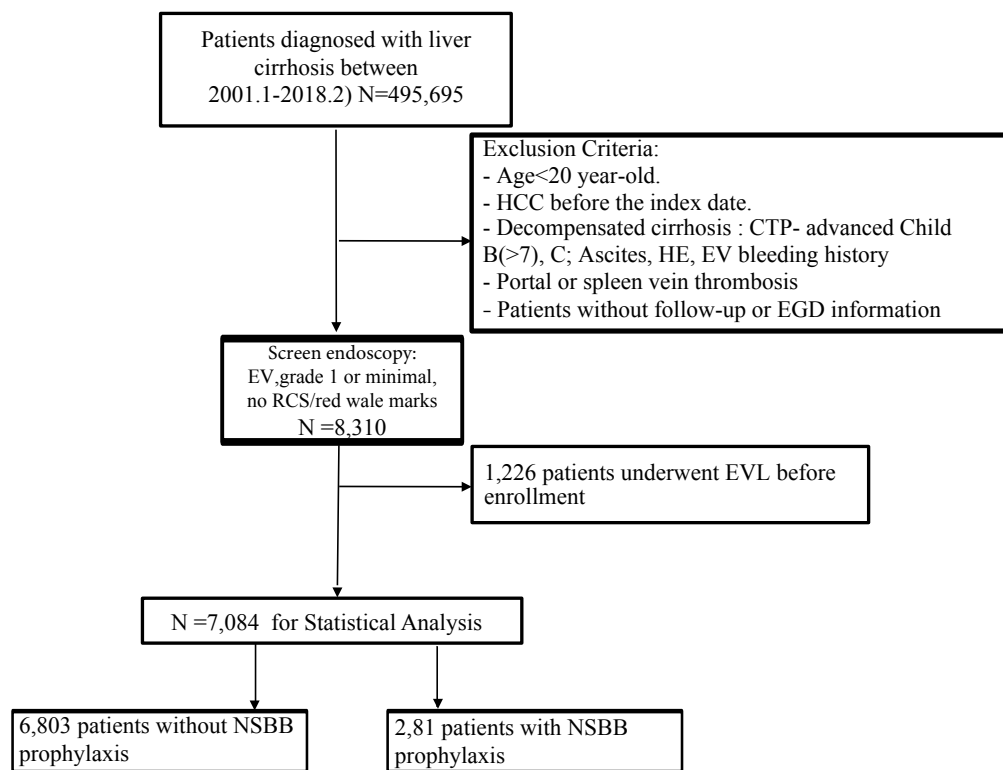 Patients diagnosed with liver
cirrhosis between
2001.1-2018.2) N=495,695
Exclusion Criteria:
- Age<20 year-old.
- HCC before the index date.
- Decompensated cirrhosis : CTP- advanced Child
B(>7), C; Ascites, HE, EV bleeding history
- Portal or spleen vein thrombosis
- Patients without follow-up or EGD information
Screen endoscopy:
EV,grade 1 or minimal,
no RCS/red wale marks
N =8,310
1,226 patients underwent EVL before
enrollment
N =7,084 for Statistical Analysis
6,803 patients without NSBB
prophylaxis
2,81 patients with NSBB
prophylaxis